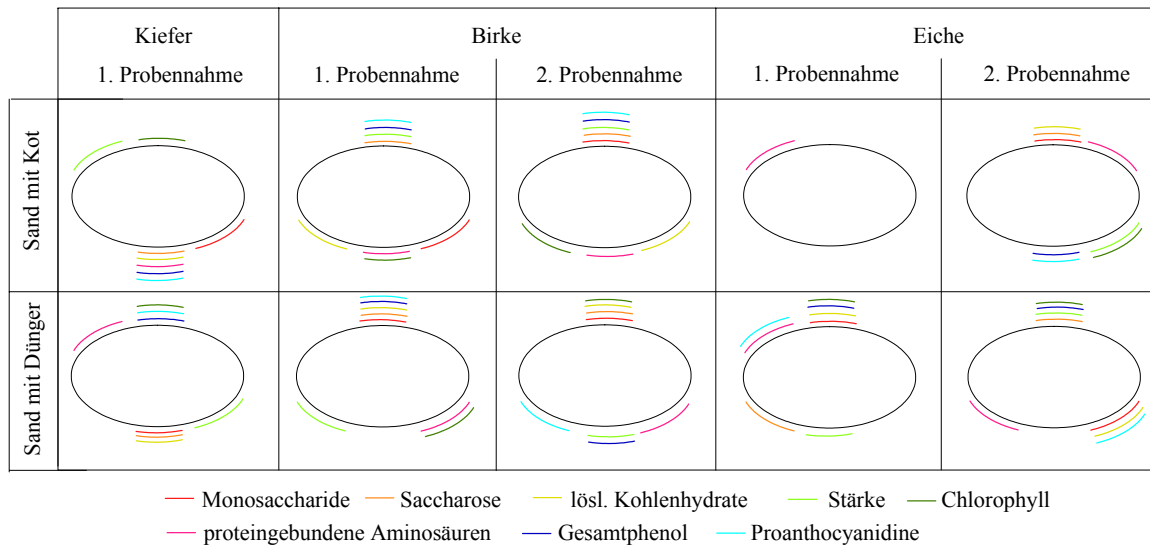 Kiefer Birke Eiche
1. Probennahme 1. Probennahme 2. Probennahme 1. Probennahme 2. Probennahme
Sand mit Kot
Sand mit Dünger
Monosaccharide Saccharose lösl. Kohlenhydrate Stärke Chlorophyll
proteingebundene Aminosäuren Gesamtphenol Proanthocyanidine